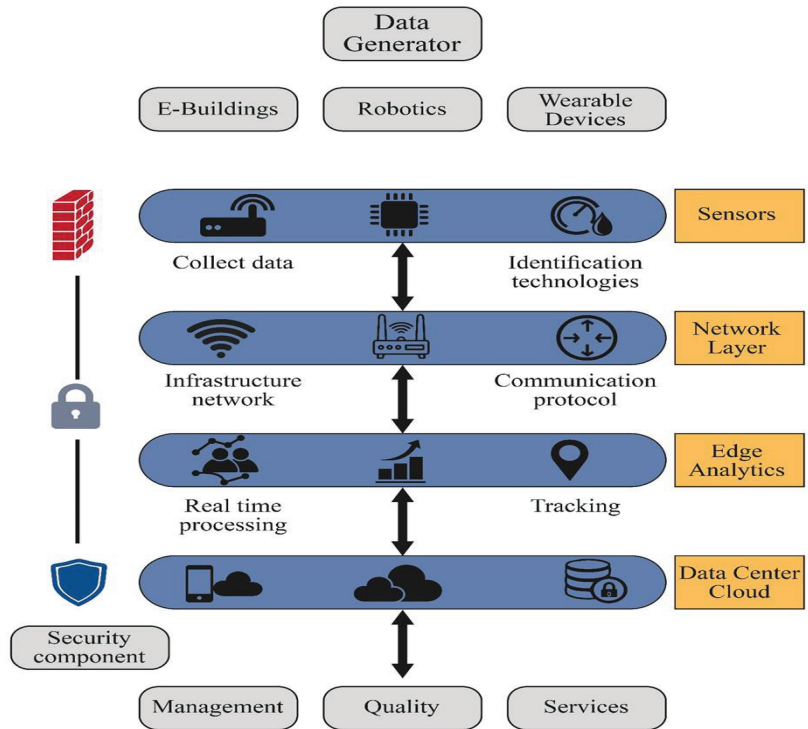 Data
Generator
E-Buildings
Robotics
Wearable
Devices
Sensors
Collect data
Identification
technologies
Network
Layer
Infrastructure
network
Communication
protocol
Edge
Analytics
Real time
processing
Tracking
Data Center
Cloud
Security
component
Management
Quality
Services